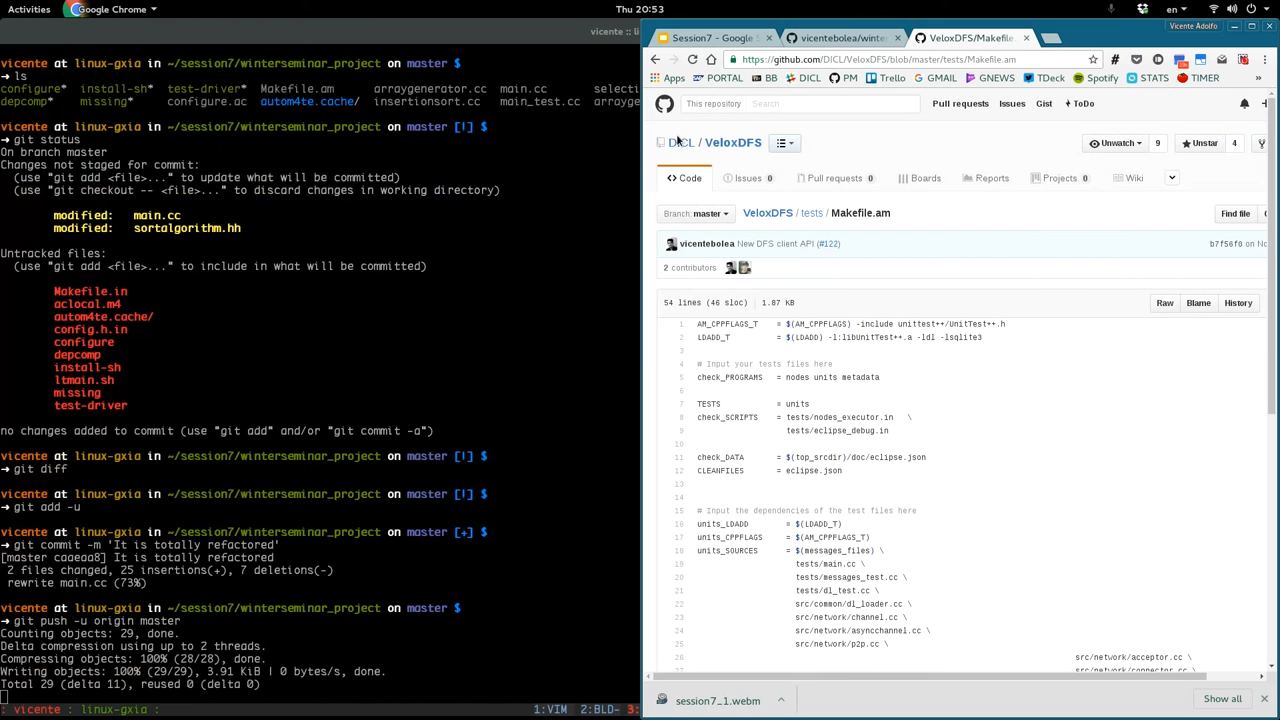 Activities Google Chrome Thu 20:53 en
vicente :: li
vicente at linux-gxia in ~/session7/winterseminar_project on master $
➜ ls
configure* install-sh* test-driver* Makefile.am arraygenerator.cc main.cc selecti
depcomp* missing* configure.ac autom4te.cache/ insertionsort.cc main_test.cc arrayge
vicente at linux-gxia in ~/session7/winterseminar_project on master [!] $
➜ git status
On branch master
Changes not staged for commit:
(use "git add <file>..." to update what will be committed)
(use "git checkout -- <file>..." to discard changes in working directory)
modified: main.cc
modified: sortalgorithm.hh
Untracked files:
(use "git add <file>..." to include in what will be committed)
Makefile.in
aclocal.m4
autom4te.cache/
config.h.in
configure
depcomp
install-sh
ltmain.sh
missing
test-driver
no changes added to commit (use "git add" and/or "git commit -a")
vicente at linux-gxia in ~/session7/winterseminar_project on master [!] $
➜ git diff
vicente at linux-gxia in ~/session7/winterseminar_project on master [!] $
➜ git add -u
vicente at linux-gxia in ~/session7/winterseminar_project on master [+] $
➜ git commit -m 'It is totally refactored'
[master caaeaa8] It is totally refactored
2 files changed, 25 insertions(+), 7 deletions(-)
rewrite main.cc (73%)
vicente at linux-gxia in ~/session7/winterseminar_project on master $
➜ git push -u origin master
Counting objects: 29, done.
Delta compression using up to 2 threads.
Compressing objects: 100% (28/28), done.
Writing objects: 100% (29/29), 3.91 KiB | 0 bytes/s, done.
Total 29 (delta 11), reused 0 (delta 0)
: vicente : linux-gxia : 1:VIM 2:BLD- 3:
Vicente Adolfo
Session7 - Google S × vicentebolea/winter × VeloxDFS/Makefile. ×
https://github.com/DICL/VeloxDFS/blob/master/tests/Makefile.am
Apps PORTAL BB DICL PM Trello GMAIL GNEWS TDeck Spotify STATS TIMER »
This repository Search Pull requests Issues Gist ToDo
DICL / VeloxDFS Unwatch 9 Unstar 4
Code Issues 0 Pull requests 0 Boards Reports Projects 0 Wiki
Branch: master VeloxDFS / tests / Makefile.am Find file
vicentebolea New DFS client API (#122) b7f56f0 on No
2 contributors
54 lines (46 sloc) 1.87 KB Raw Blame History
1 AM_CPPFLAGS_T = $(AM_CPPFLAGS) -include unittest++/UnitTest++.h
2 LDADD_T = $(LDADD) -l:libUnitTest++.a -ldl -lsqlite3
3
4 # Input your tests files here
5 check_PROGRAMS = nodes units metadata
6
7 TESTS = units
8 check_SCRIPTS = tests/nodes_executor.in \
9 tests/eclipse_debug.in
10
11 check_DATA = $(top_srcdir)/doc/eclipse.json
12 CLEANFILES = eclipse.json
13
14
15 # Input the dependencies of the test files here
16 units_LDADD = $(LDADD_T)
17 units_CPPFLAGS = $(AM_CPPFLAGS_T)
18 units_SOURCES = $(messages_files) \
19 tests/main.cc \
20 tests/messages_test.cc \
21 tests/dl_test.cc \
22 src/common/dl_loader.cc \
23 src/network/channel.cc \
24 src/network/asyncchannel.cc \
25 src/network/p2p.cc \
26 src/network/acceptor.cc \
27 src/network/connector.cc \
session7_1.webm Show all